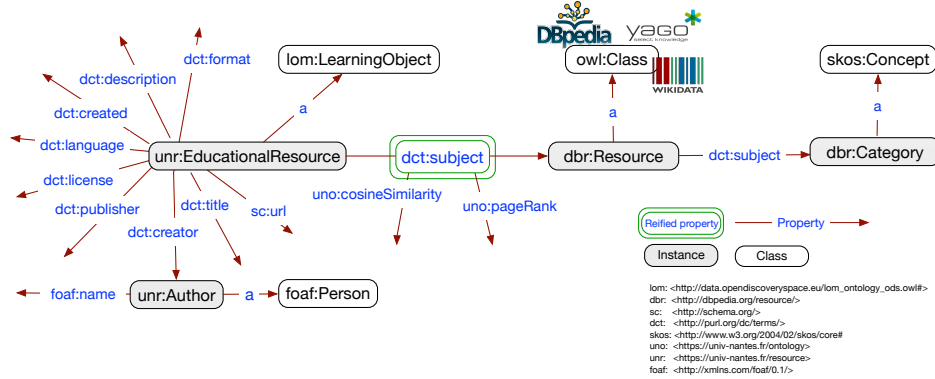 DBpedia
yago
select knowledge
WIKIDATA
dct:format
dct:description
lom:LearningObject
owl:Class
skos:Concept
dct:created
a
a
a
dct:language
unr:EducationalResource
dct:subject
dbr:Resource
dct:subject
dbr:Category
dct:license
dct:publisher
dct:title
sc:url
uno:cosineSimilarity
uno:pageRank
dct:creator
Reified property
Property
Instance
Class
foaf:name
unr:Author
a
foaf:Person
lom: <http://data.opendiscoveryspace.eu/lom_ontology_ods.owl#>
dbr: <http://dbpedia.org/resource/>
sc: <http://schema.org/>
dct: <http://purl.org/dc/terms/>
skos: <http://www.w3.org/2004/02/skos/core#
uno: <https://univ-nantes.fr/ontology>
unr: <https://univ-nantes.fr/resource>
foaf: <http://xmlns.com/foaf/0.1/>